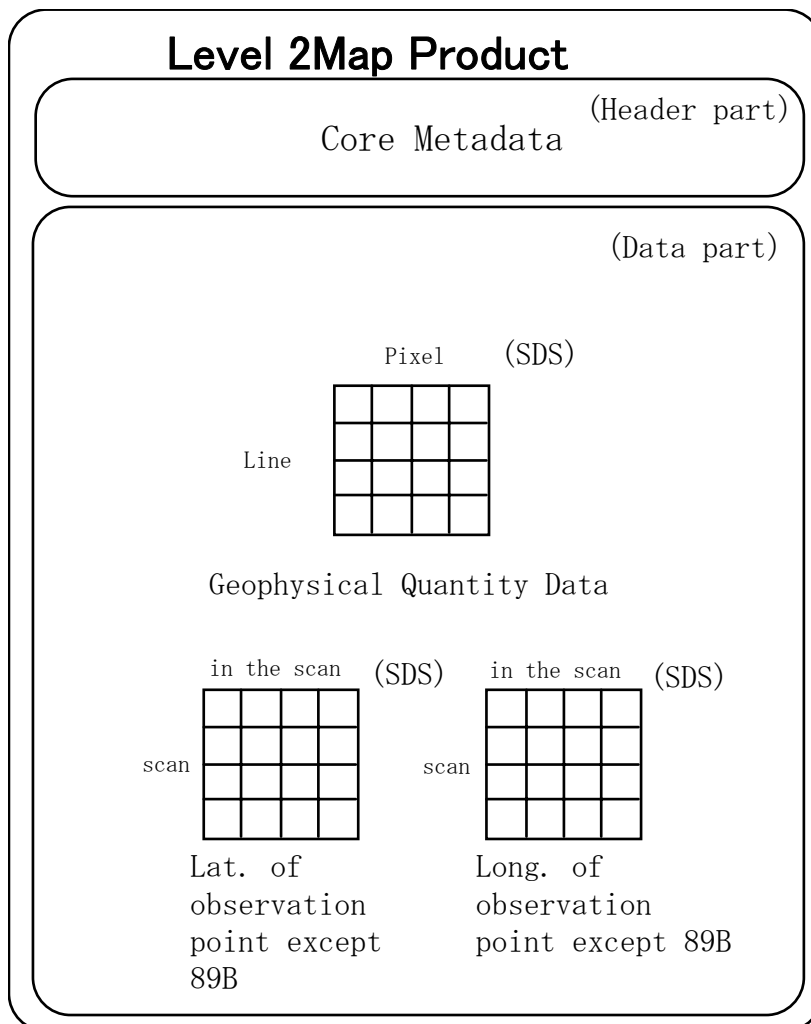 Level 2Map Product
(Header part)
Core Metadata
(Data part)
Pixel (SDS)
Line
Geophysical Quantity Data
in the scan (SDS)
scan
Lat. of
observation
point except
89B
in the scan (SDS)
scan
Long. of
observation
point except 89B